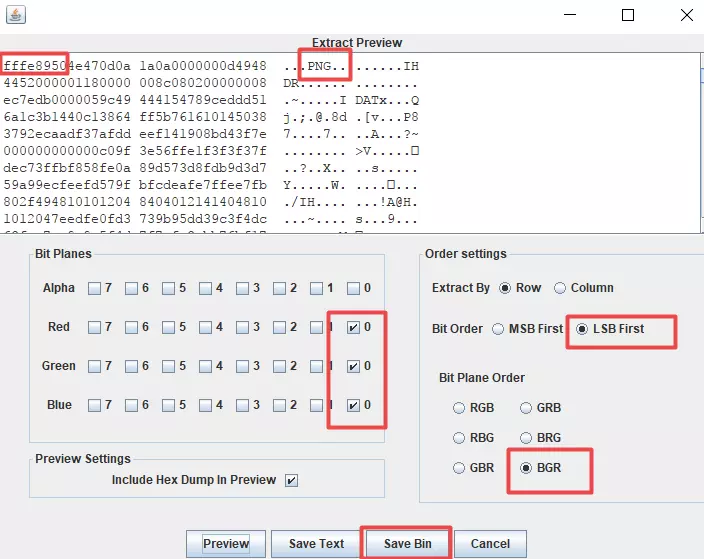 Extract Preview
fffe89504e470d0a 1a0a0000000d4948 ...PNG.. ......IH
4452000001180000 008c080200000008 DR...... ........
ec7edb0000059c49 444154789ceddd51 .~.....I DATx...Q
6a1c3b1440c13864 ff5b761610145038 j.;.@.8d .[v...P8
3792ecaadf37afdd eef141908bd43f7e 7....7.. ..A...?~
000000000000c09f 3e56ffe1f3f3f37f ........ >V.....
dec73ffbf858fe0a 89d573d8fdb9d3d7 ..?..X.. ..s.....
59a99ecfeefd579f bfcdeafe7ffee7fb Y.....W. ........
802f494810101204 8404012141404810 ./IH.... ...!A@H.
1012047eedfe0fd3 739b95dd39c3f4dc ...~.... s...9...
Bit Planes
Alpha 7 6 5 4 3 2 1 0
Red 7 6 5 4 3 2 1 0
Green 7 6 5 4 3 2 1 0
Blue 7 6 5 4 3 2 1 0
Preview Settings
Include Hex Dump In Preview
Order settings
Extract By Row Column
Bit Order MSB First LSB First
Bit Plane Order
RGB GRB
RBG BRG
GBR BGR
Preview Save Text Save Bin Cancel